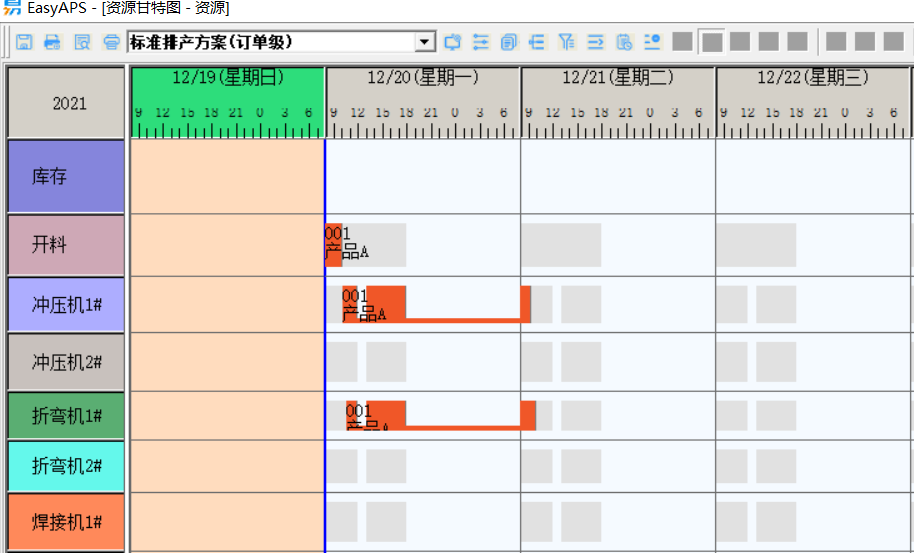 EasyAPS - [资源甘特图 - 资源]
标准排产方案(订单级)
2021
12/19(星期日)
12/20(星期一)
12/21(星期二)
12/22(星期三)
9 12 15 18 21 0 3 6
9 12 15 18 21 0 3 6
9 12 15 18 21 0 3 6
9 12 15 18 21 0 3 6
库存
开料
001
产品A
冲压机1#
001
产品A
冲压机2#
折弯机1#
001
产品A
折弯机2#
焊接机1#